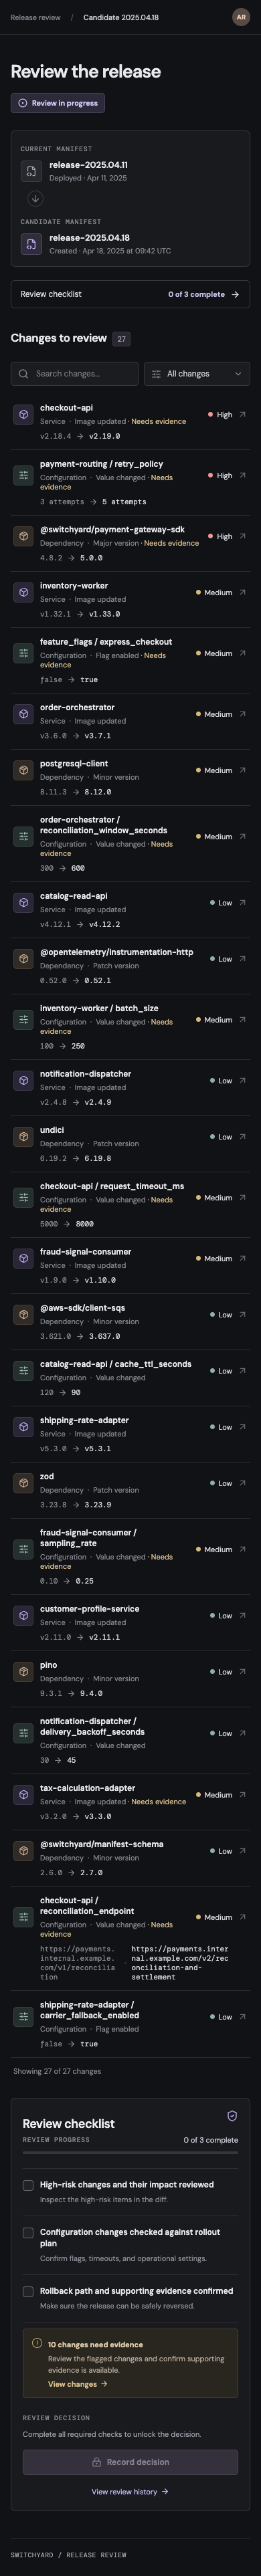 Release review / Candidate 2025.04.18 AR
Review the release
Review in progress
CURRENT MANIFEST
release-2025.04.11
Deployed · Apr 11, 2025
CANDIDATE MANIFEST
release-2025.04.18
Created · Apr 18, 2025 at 09:42 UTC
Review checklist 0 of 3 complete →
Changes to review 27
Search changes... All changes
checkout-api
Service · Image updated · Needs evidence High
v2.18.4 → v2.19.0
payment-routing / retry_policy
Configuration · Value changed · Needs High
evidence
3 attempts → 5 attempts
@switchyard/payment-gateway-sdk
Dependency · Major version · Needs evidence High
4.8.2 → 5.0.0
inventory-worker
Service · Image updated Medium
v1.32.1 → v1.33.0
feature_flags / express_checkout
Configuration · Flag enabled · Needs Medium
evidence
false → true
order-orchestrator
Service · Image updated Medium
v3.6.0 → v3.7.1
postgresql-client
Dependency · Minor version Medium
8.11.3 → 8.12.0
order-orchestrator /
reconciliation_window_seconds
Configuration · Value changed · Needs Medium
evidence
300 → 600
catalog-read-api
Service · Image updated Low
v4.12.1 → v4.12.2
@opentelemetry/instrumentation-http
Dependency · Patch version Low
0.52.0 → 0.52.1
inventory-worker / batch_size
Configuration · Value changed · Needs Medium
evidence
100 → 250
notification-dispatcher
Service · Image updated Low
v2.4.8 → v2.4.9
undici
Dependency · Patch version Low
6.19.2 → 6.19.8
checkout-api / request_timeout_ms
Configuration · Value changed · Needs Medium
evidence
5000 → 8000
fraud-signal-consumer
Service · Image updated Medium
v1.9.0 → v1.10.0
@aws-sdk/client-sqs
Dependency · Minor version Low
3.621.0 → 3.637.0
catalog-read-api / cache_ttl_seconds
Configuration · Value changed Low
120 → 90
shipping-rate-adapter
Service · Image updated Low
v5.3.0 → v5.3.1
zod
Dependency · Patch version Low
3.23.8 → 3.23.9
fraud-signal-consumer /
sampling_rate
Configuration · Value changed · Needs Medium
evidence
0.10 → 0.25
customer-profile-service
Service · Image updated Low
v2.11.0 → v2.11.1
pino
Dependency · Minor version Low
9.3.1 → 9.4.0
notification-dispatcher /
delivery_backoff_seconds
Configuration · Value changed Low
30 → 45
tax-calculation-adapter
Service · Image updated · Needs evidence Medium
v3.2.0 → v3.3.0
@switchyard/manifest-schema
Dependency · Minor version Low
2.6.0 → 2.7.0
checkout-api /
reconciliation_endpoint
Configuration · Value changed · Needs Medium
evidence
https://payments. https://payments.inter
internal.example. nal.example.com/v2/rec
com/v1/reconcilia onciliation-and-
tion settlement
shipping-rate-adapter /
carrier_fallback_enabled
Configuration · Flag enabled Low
false → true
Showing 27 of 27 changes
Review checklist
REVIEW PROGRESS 0 of 3 complete
High-risk changes and their impact reviewed
Inspect the high-risk items in the diff.
Configuration changes checked against rollout
plan
Confirm flags, timeouts, and operational settings.
Rollback path and supporting evidence confirmed
Make sure the release can be safely reversed.
10 changes need evidence
Review the flagged changes and confirm supporting
evidence is available.
View changes →
REVIEW DECISION
Complete all required checks to unlock the decision.
Record decision
View review history →
SWITCHYARD / RELEASE REVIEW